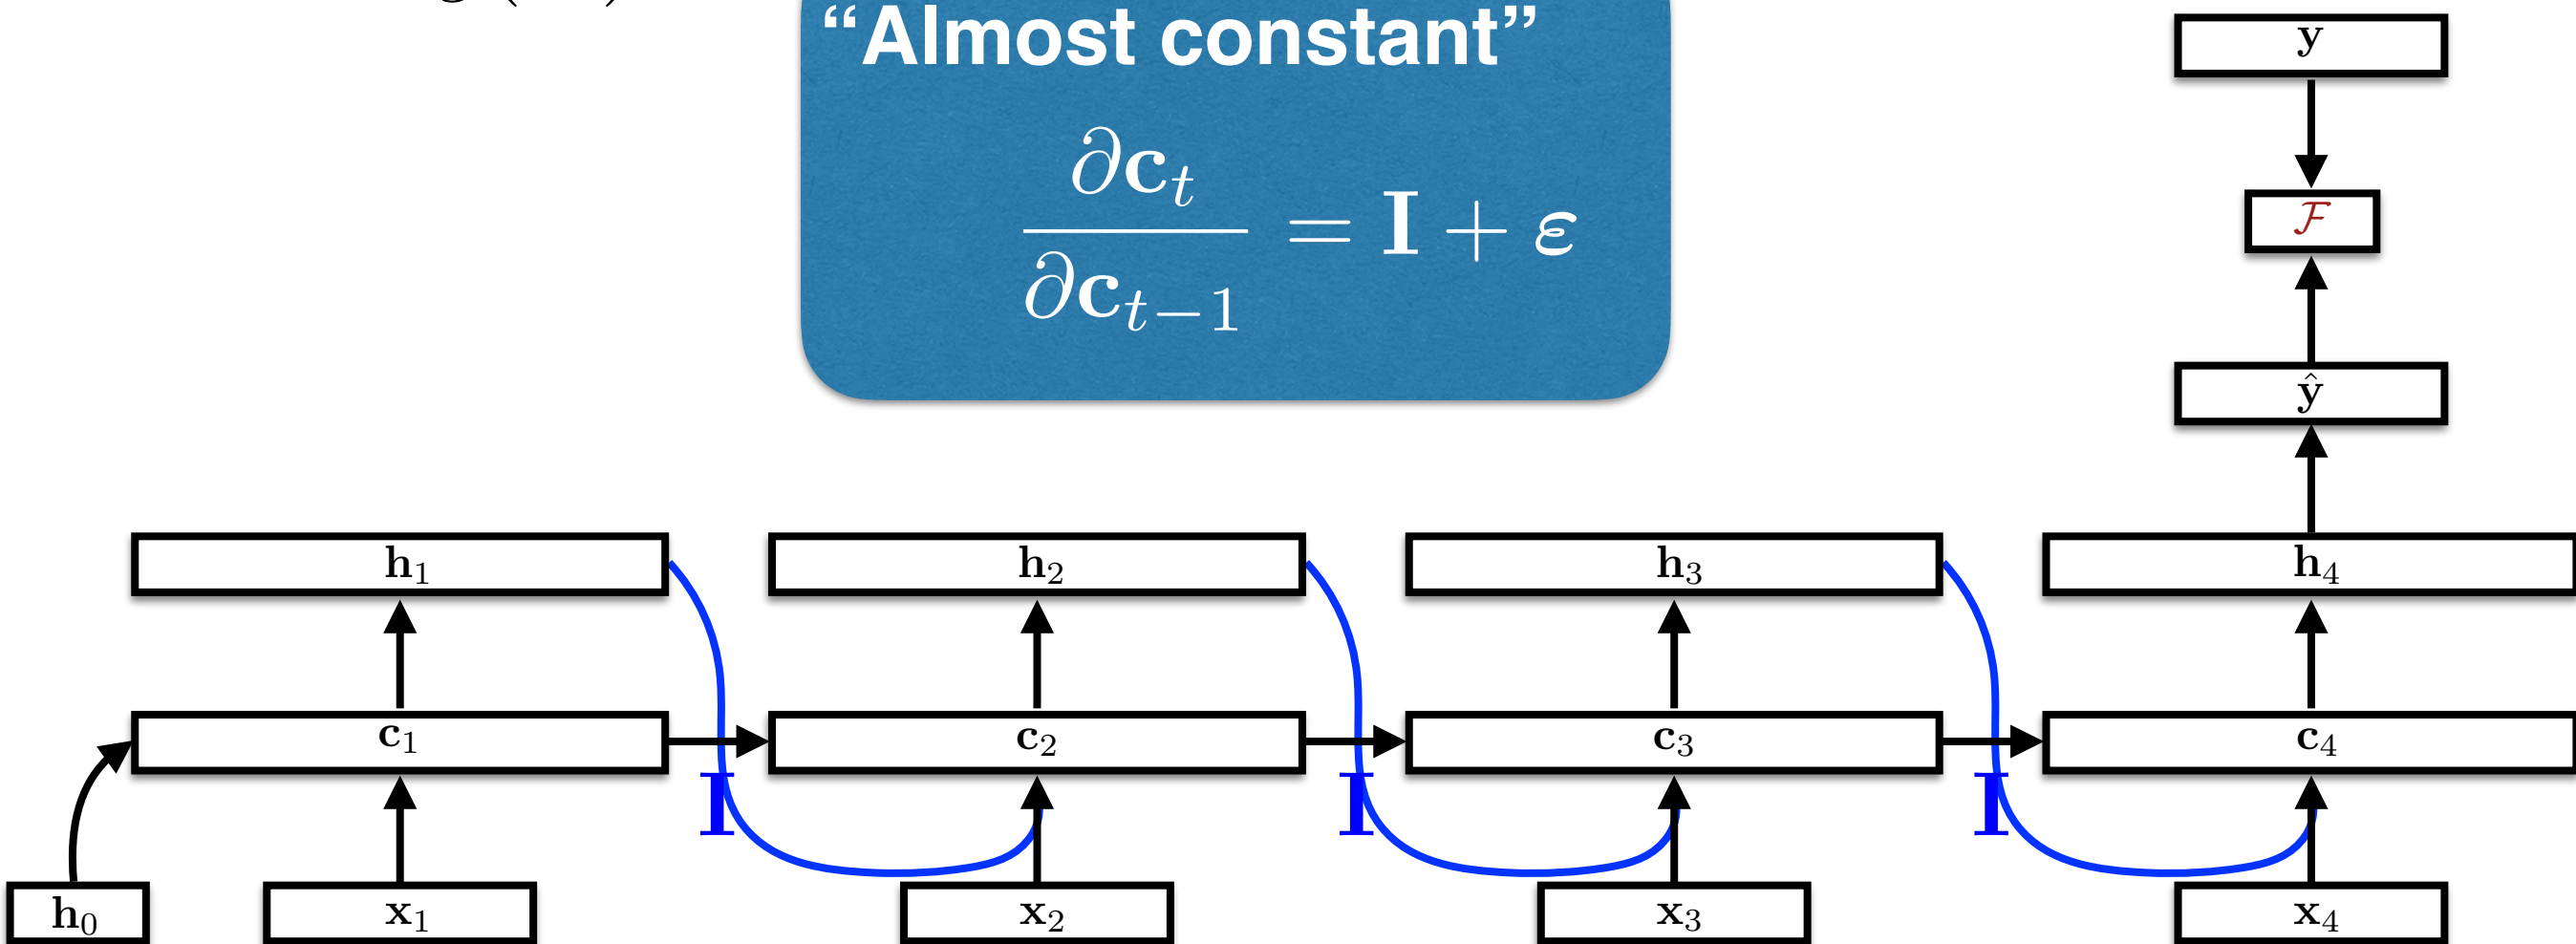 “Almost constant”
∂c_t / ∂c_{t−1} = I + ε
y
ℱ
ŷ
h₁ h₂ h₃ h₄
c₁ c₂ c₃ c₄
I I I
h₀ x₁ x₂ x₃ x₄